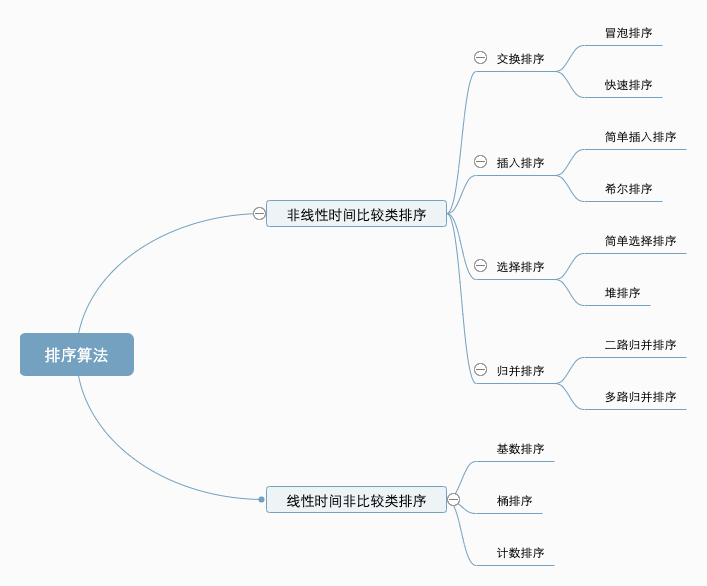 排序算法
非线性时间比较类排序
交换排序
冒泡排序
快速排序
插入排序
简单插入排序
希尔排序
选择排序
简单选择排序
堆排序
归并排序
二路归并排序
多路归并排序
线性时间非比较类排序
基数排序
桶排序
计数排序